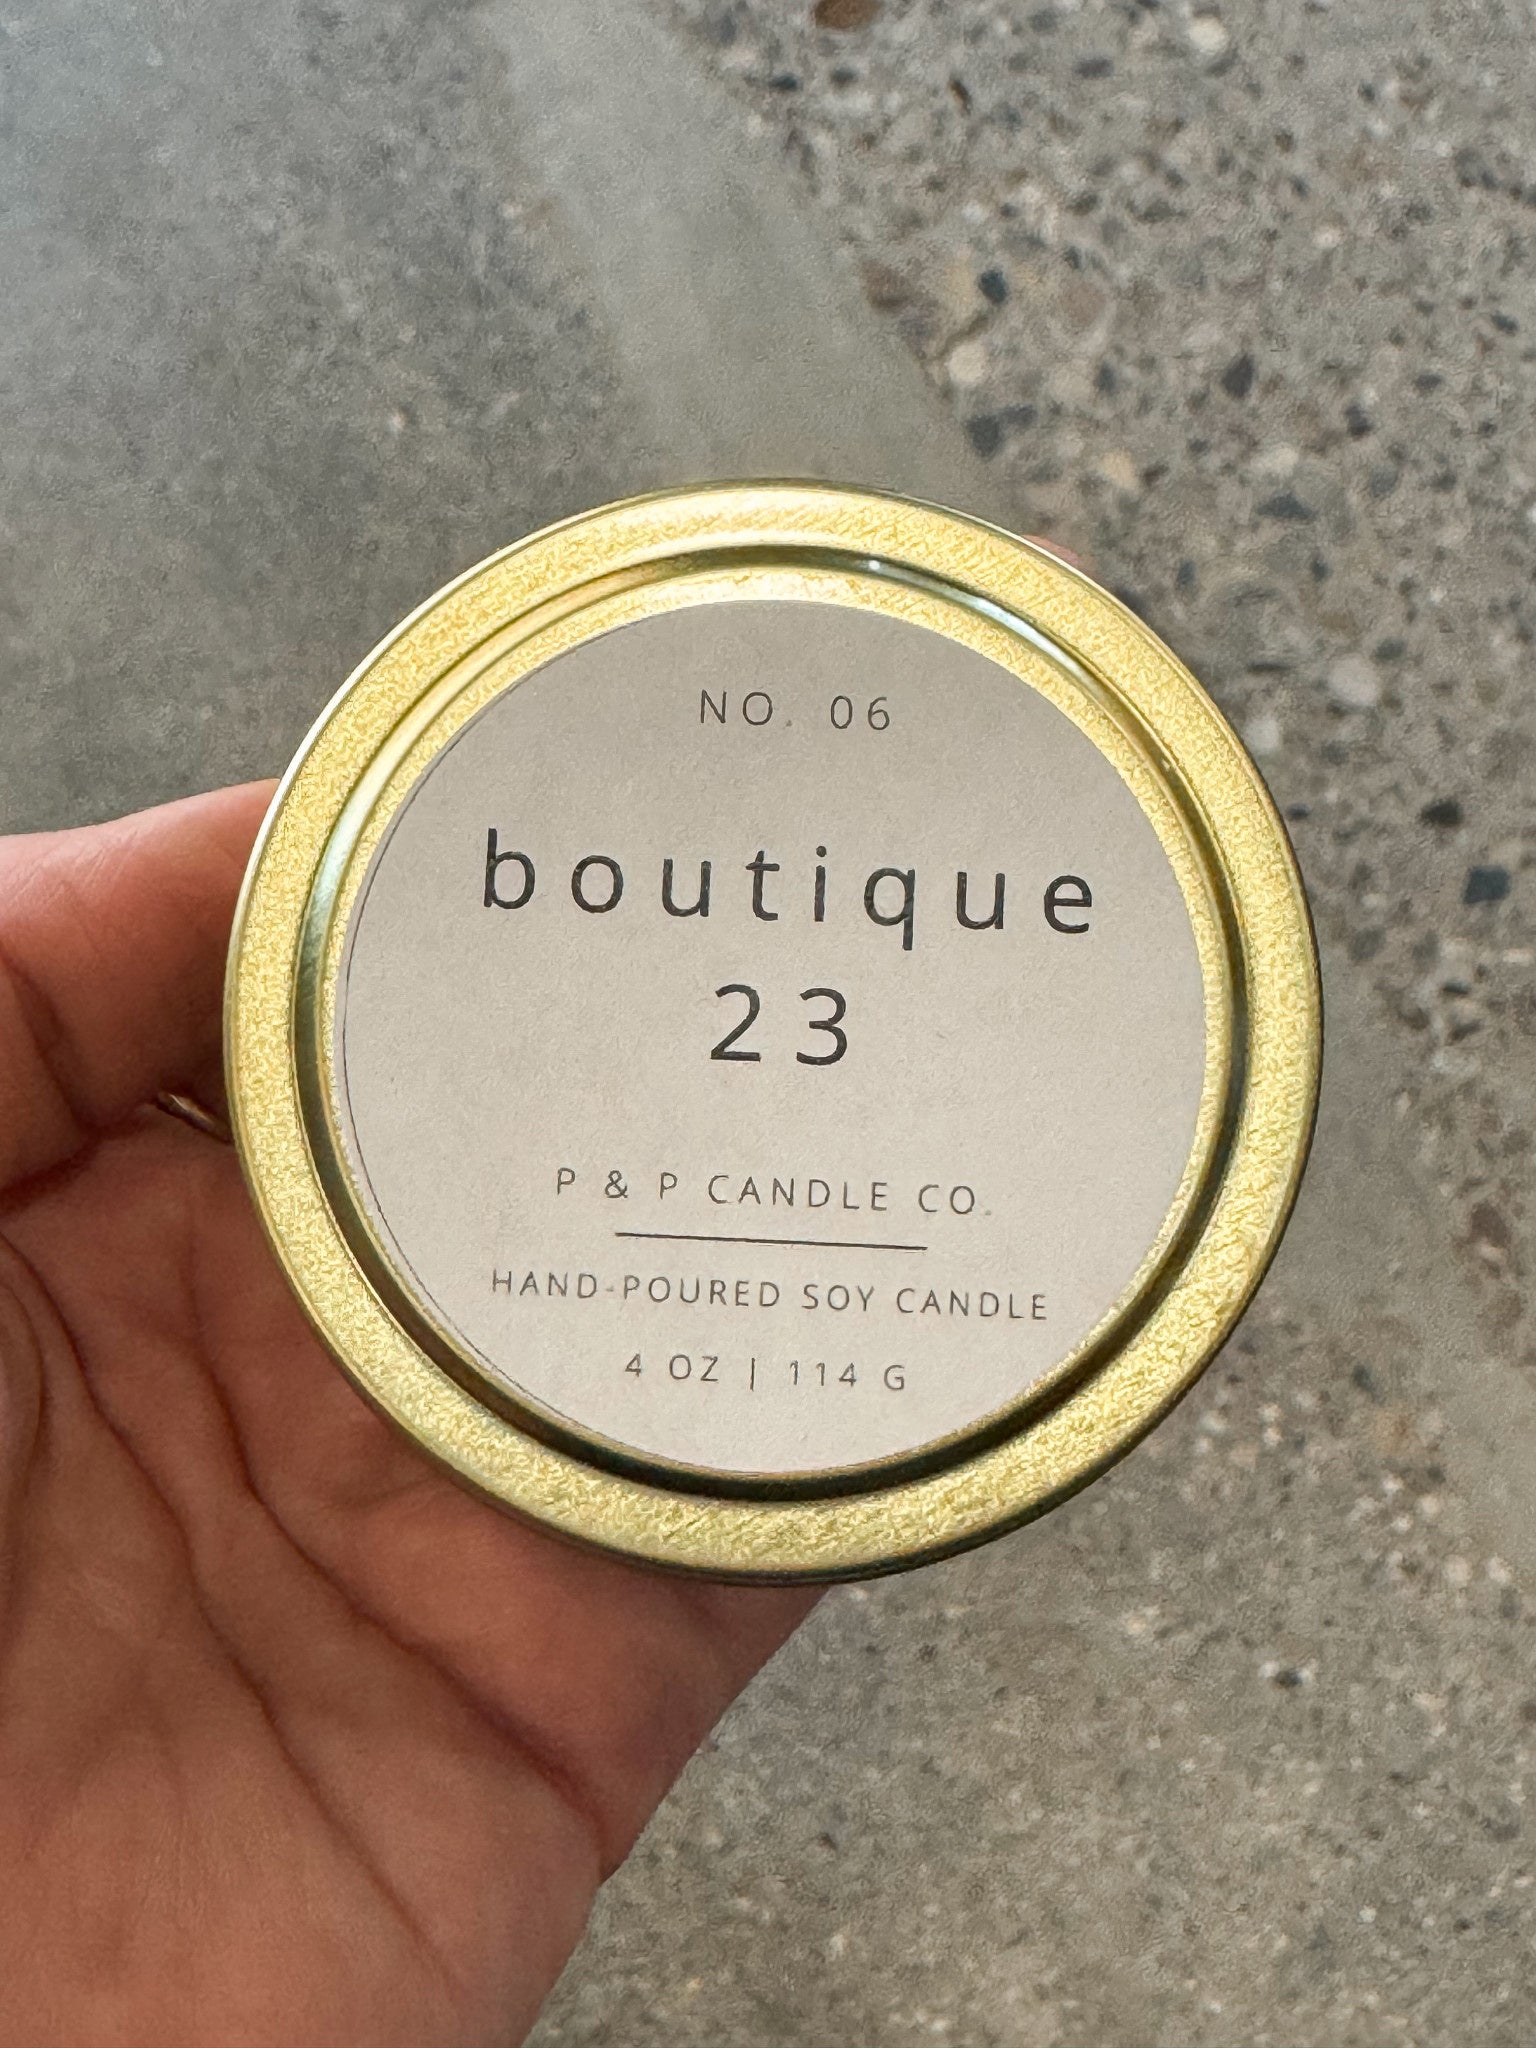 NO. 06
boutique
23
P & P CANDLE CO.
HAND-POURED SOY CANDLE
4 OZ | 114 G